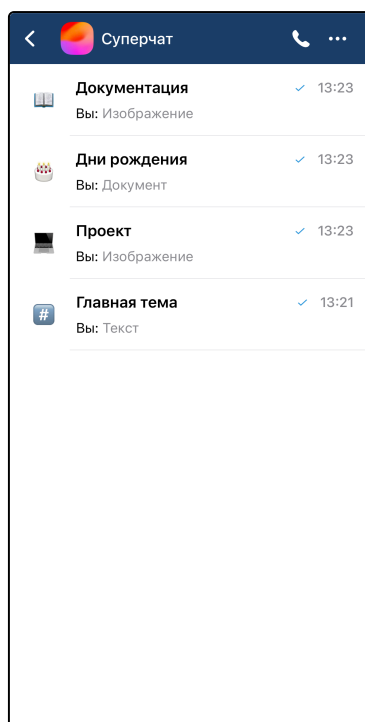 Суперчат
Документация 13:23
Вы: Изображение
Дни рождения 13:23
Вы: Документ
Проект 13:23
Вы: Изображение
# Главная тема 13:21
Вы: Текст